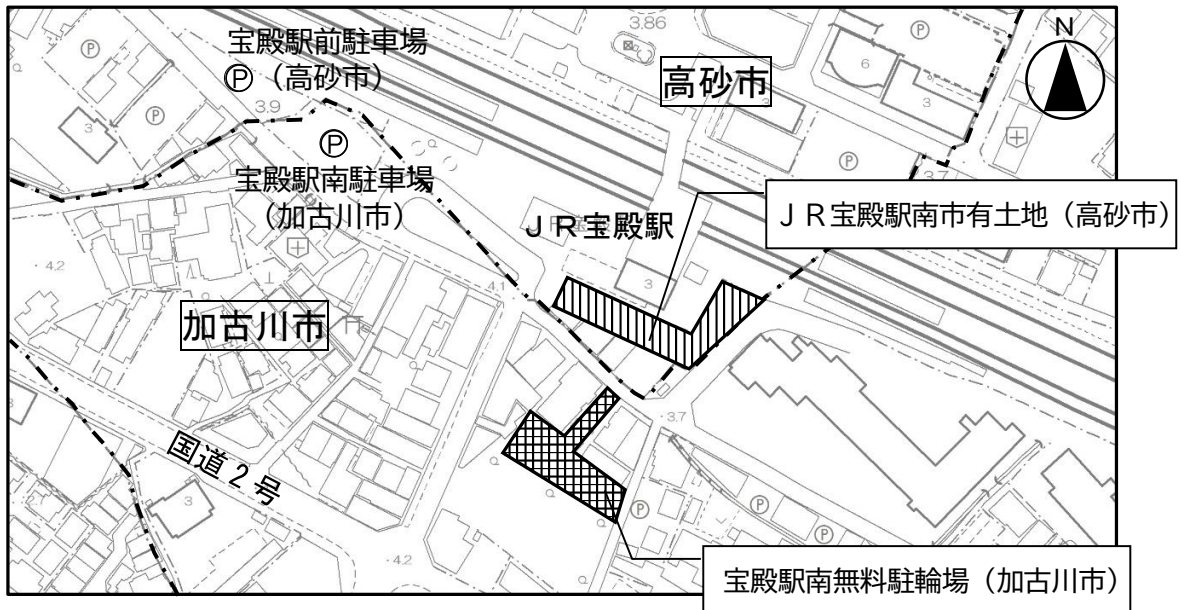 3.86
宝殿駅前駐車場
Ⓟ（高砂市）
高砂市
N
Ⓟ
Ⓟ
6
3
3
3.9
Ⓟ
3
Ⓟ
宝殿駅南駐車場
（加古川市）
Ⓟ
3.7
ＪＲ宝殿駅
ＪＲ宝殿駅南市有土地（高砂市）
4.2
4.1
3
加古川市
3.7
国道２号
3
4.2
Ⓟ
Ⓟ
Ⓟ
宝殿駅南無料駐輪場（加古川市）